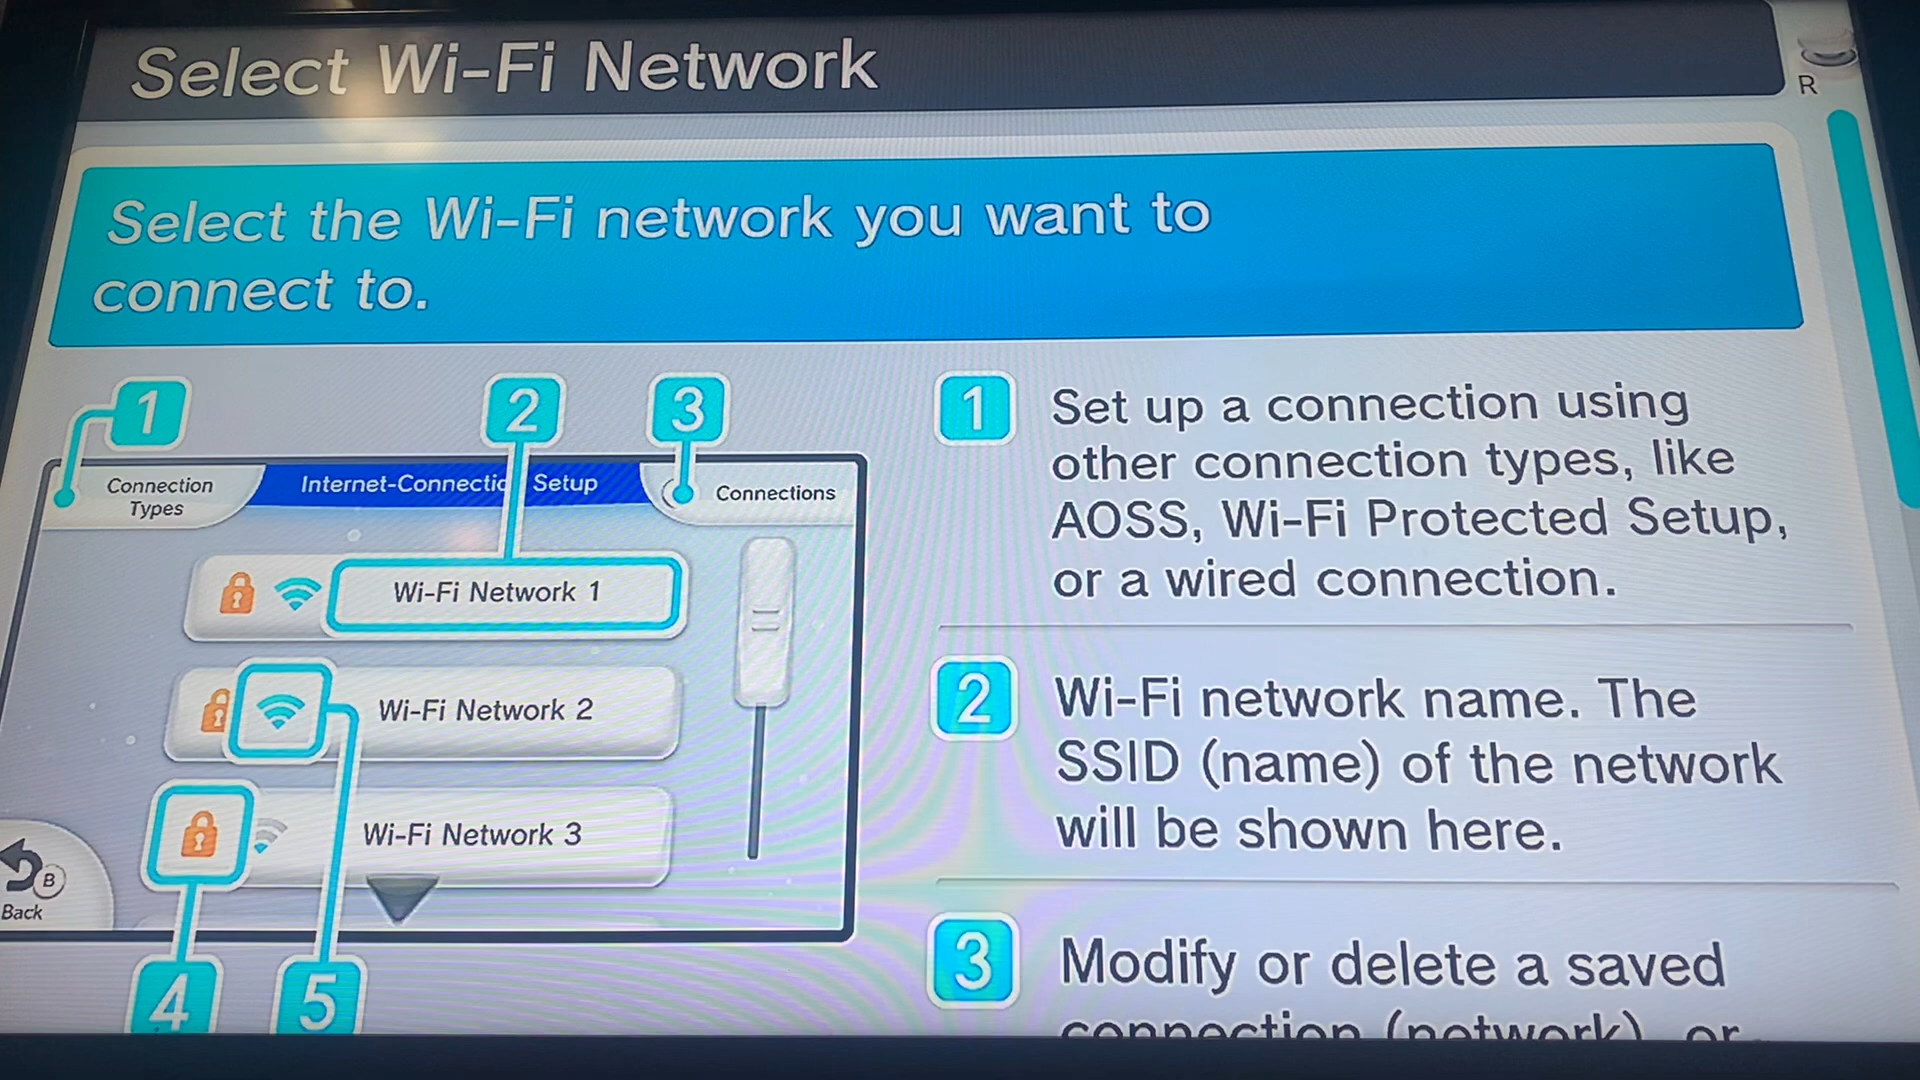 Select Wi-Fi Network
R
Select the Wi-Fi network you want to
connect to.
1
2
3
Connection
Types
Internet-Connectio Setup
Connections
Wi-Fi Network 1
Wi-Fi Network 2
Wi-Fi Network 3
B
Back
4
5
1 Set up a connection using
other connection types, like
AOSS, Wi-Fi Protected Setup,
or a wired connection.
2 Wi-Fi network name. The
SSID (name) of the network
will be shown here.
3 Modify or delete a saved
connection (network), or